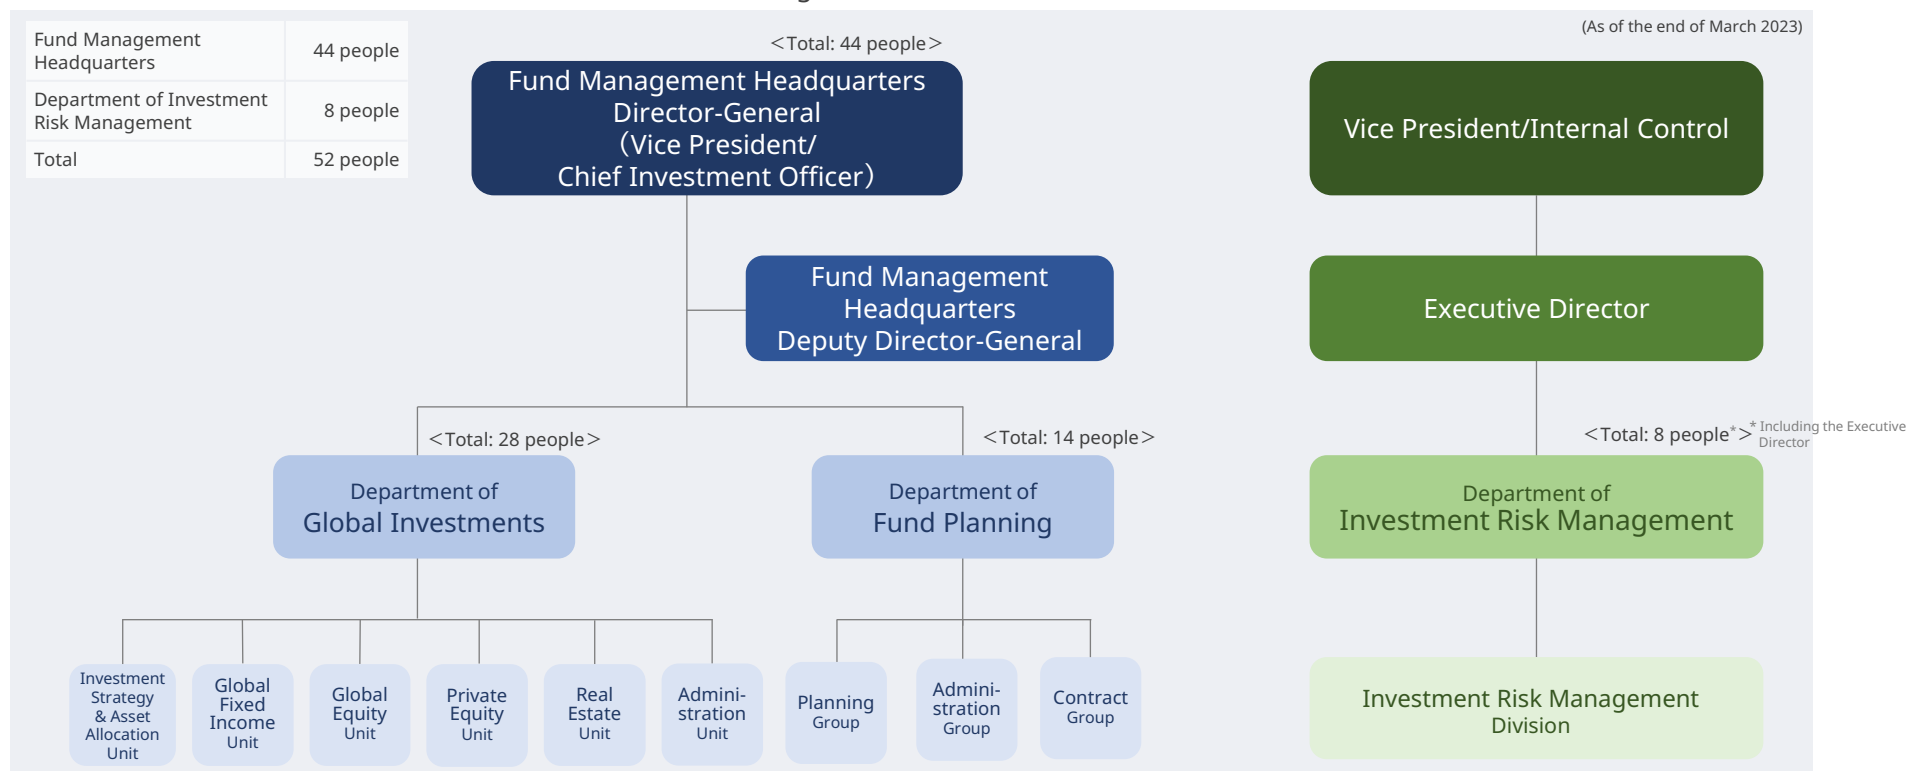 (As of the end of March 2023)
Fund Management
Headquarters
44 people
Department of Investment
Risk Management
8 people
Total
52 people
＜Total: 44 people＞
Fund Management Headquarters
Director-General
（Vice President/
Chief Investment Officer）
Vice President/Internal Control
Fund Management
Headquarters
Deputy Director-General
Executive Director
＜Total: 28 people＞
＜Total: 14 people＞
＜Total: 8 people*＞
* Including the Executive
Director
Department of
Global Investments
Department of
Fund Planning
Department of
Investment Risk Management
Investment
Strategy
& Asset
Allocation
Unit
Global
Fixed
Income
Unit
Global
Equity
Unit
Private
Equity
Unit
Real
Estate
Unit
Admini-
stration
Unit
Planning
Group
Admini-
stration
Group
Contract
Group
Investment Risk Management
Division